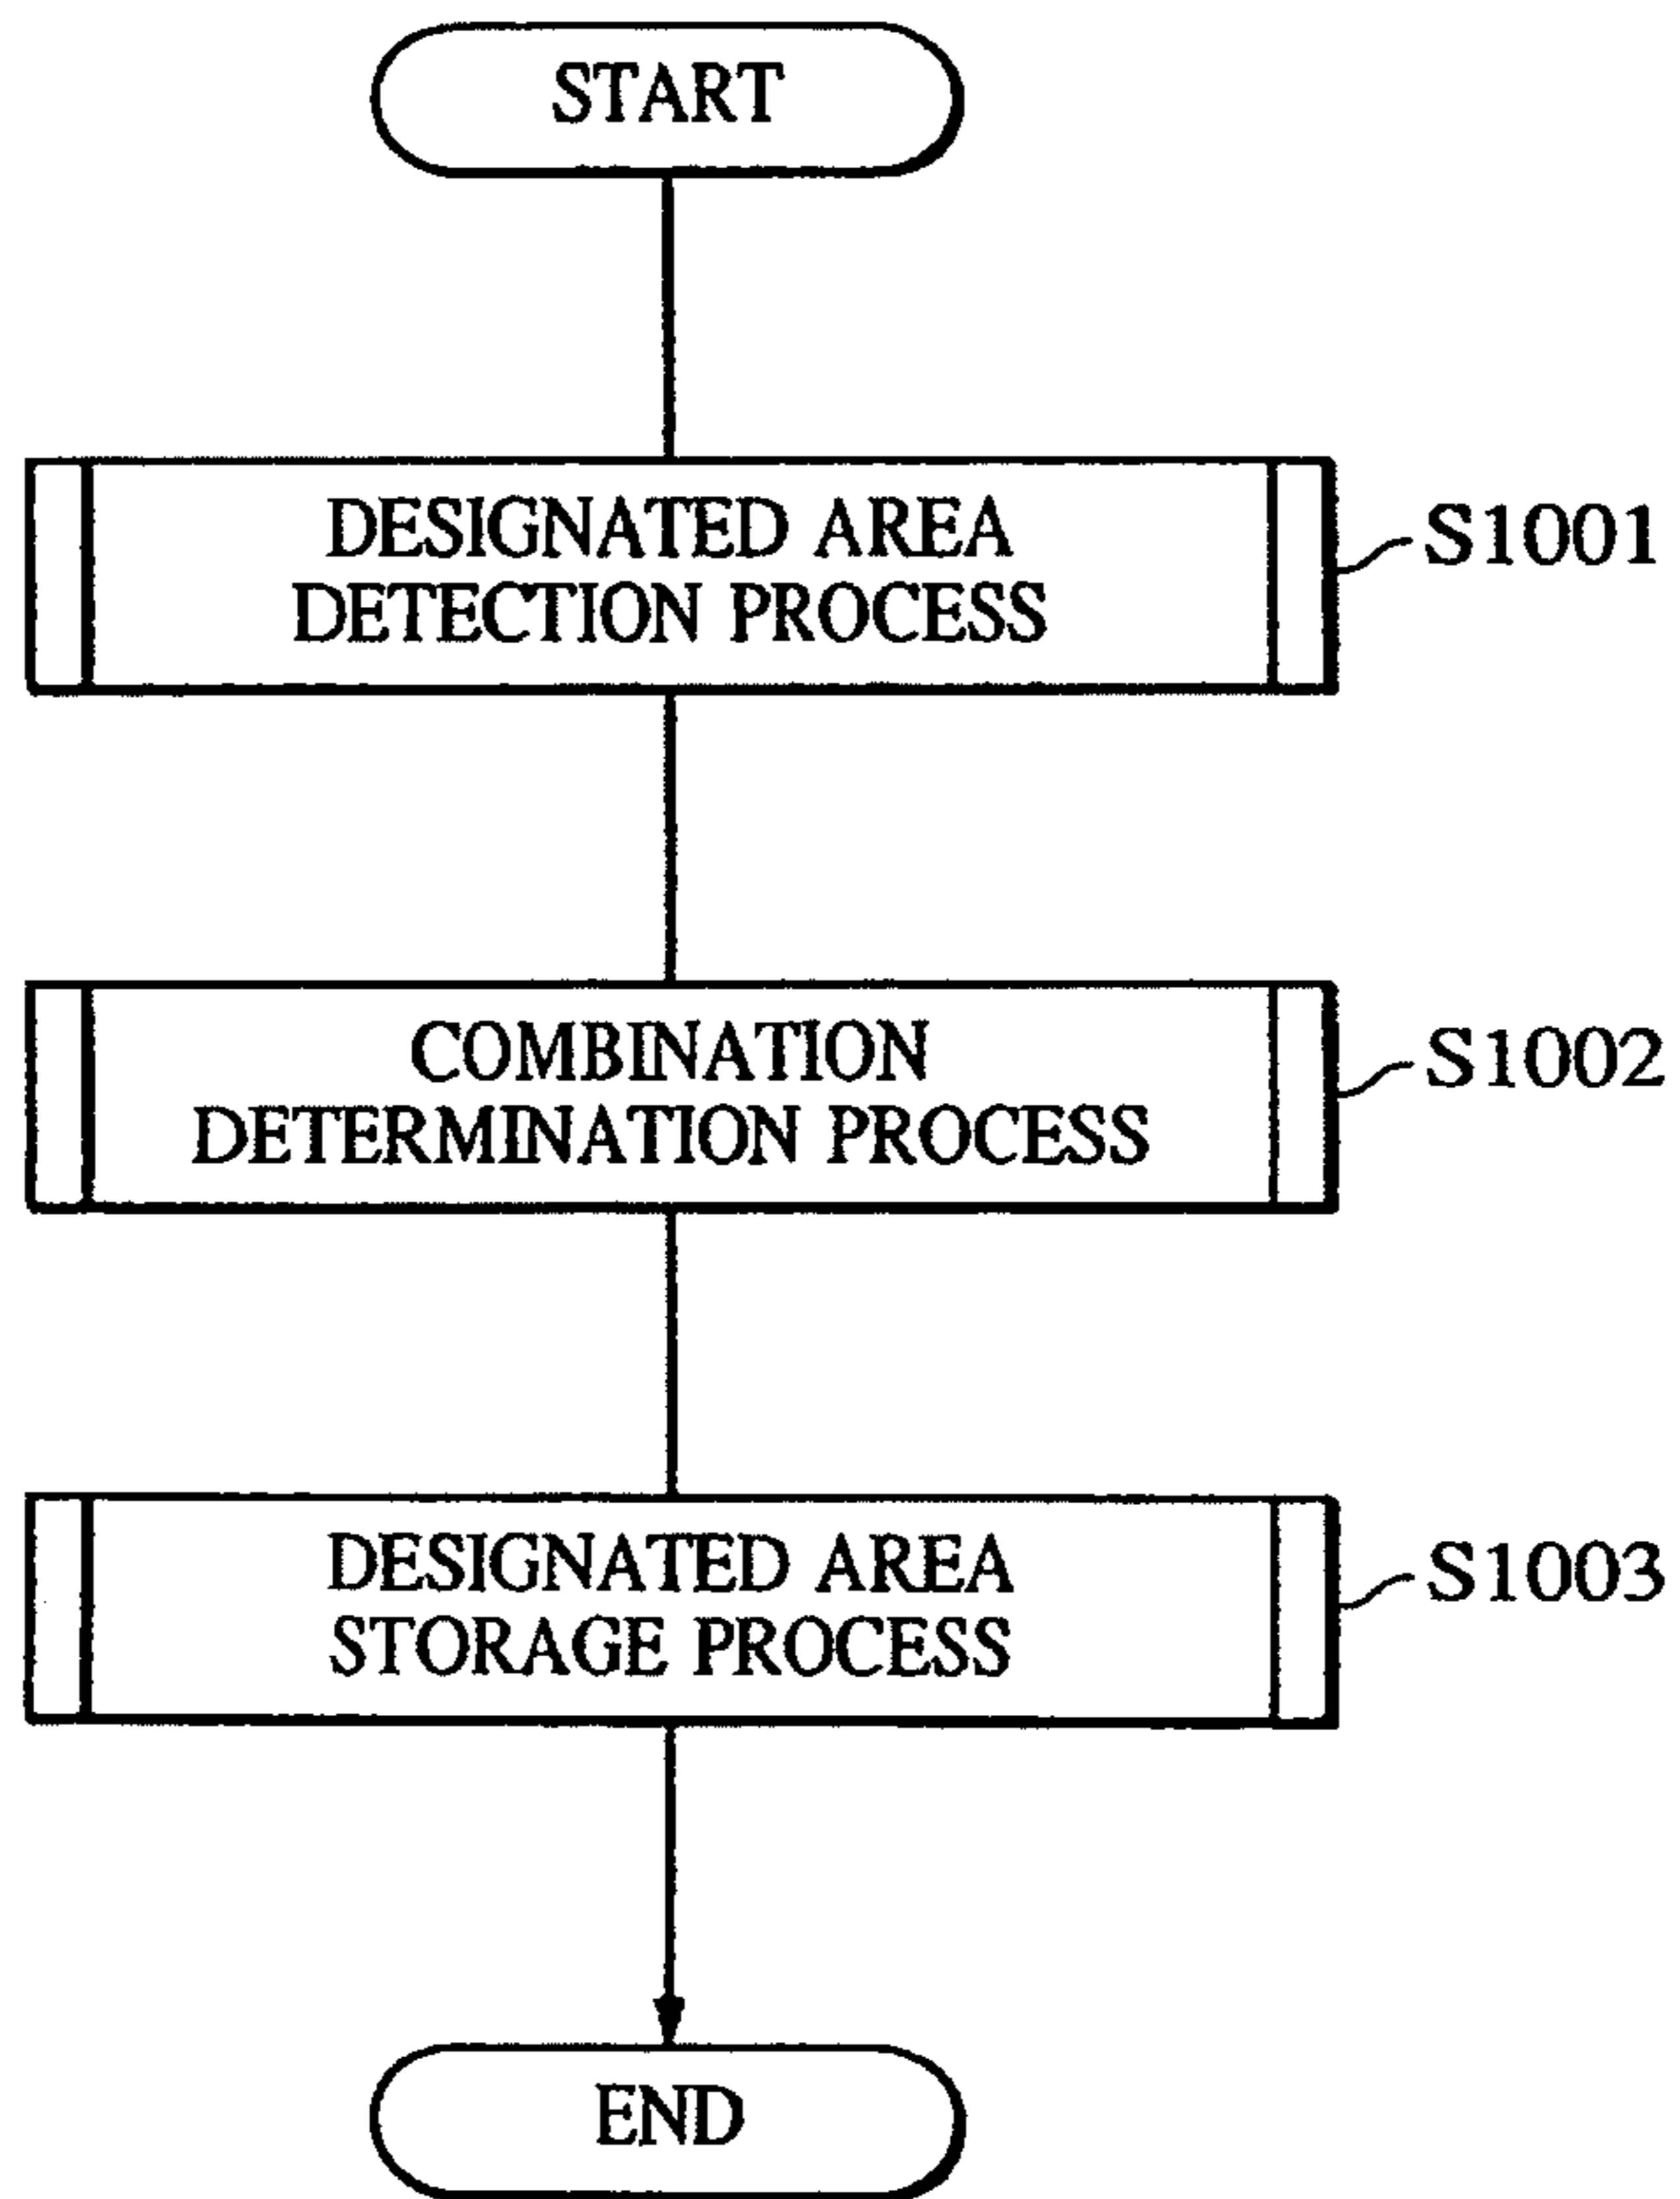 START
DESIGNATED AREA
DETECTION PROCESS
S1001
COMBINATION
DETERMINATION PROCESS
S1002
DESIGNATED AREA
STORAGE PROCESS
S1003
END